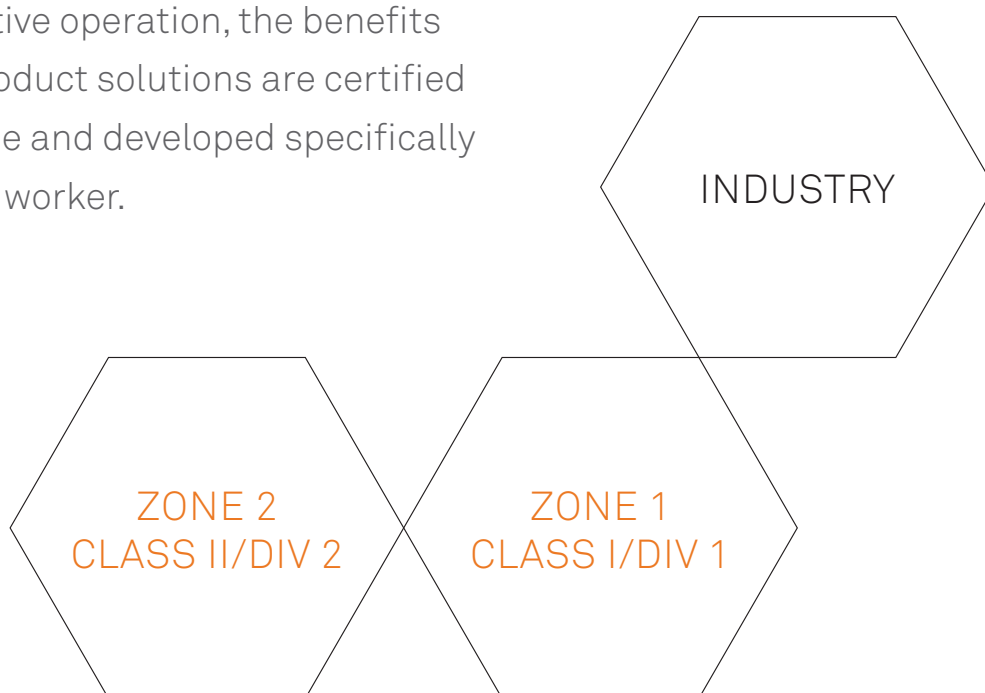 tive operation, the benefits
oduct solutions are certified
e and developed specifically
worker.
INDUSTRY
ZONE 2
CLASS II/DIV 2
ZONE 1
CLASS I/DIV 1